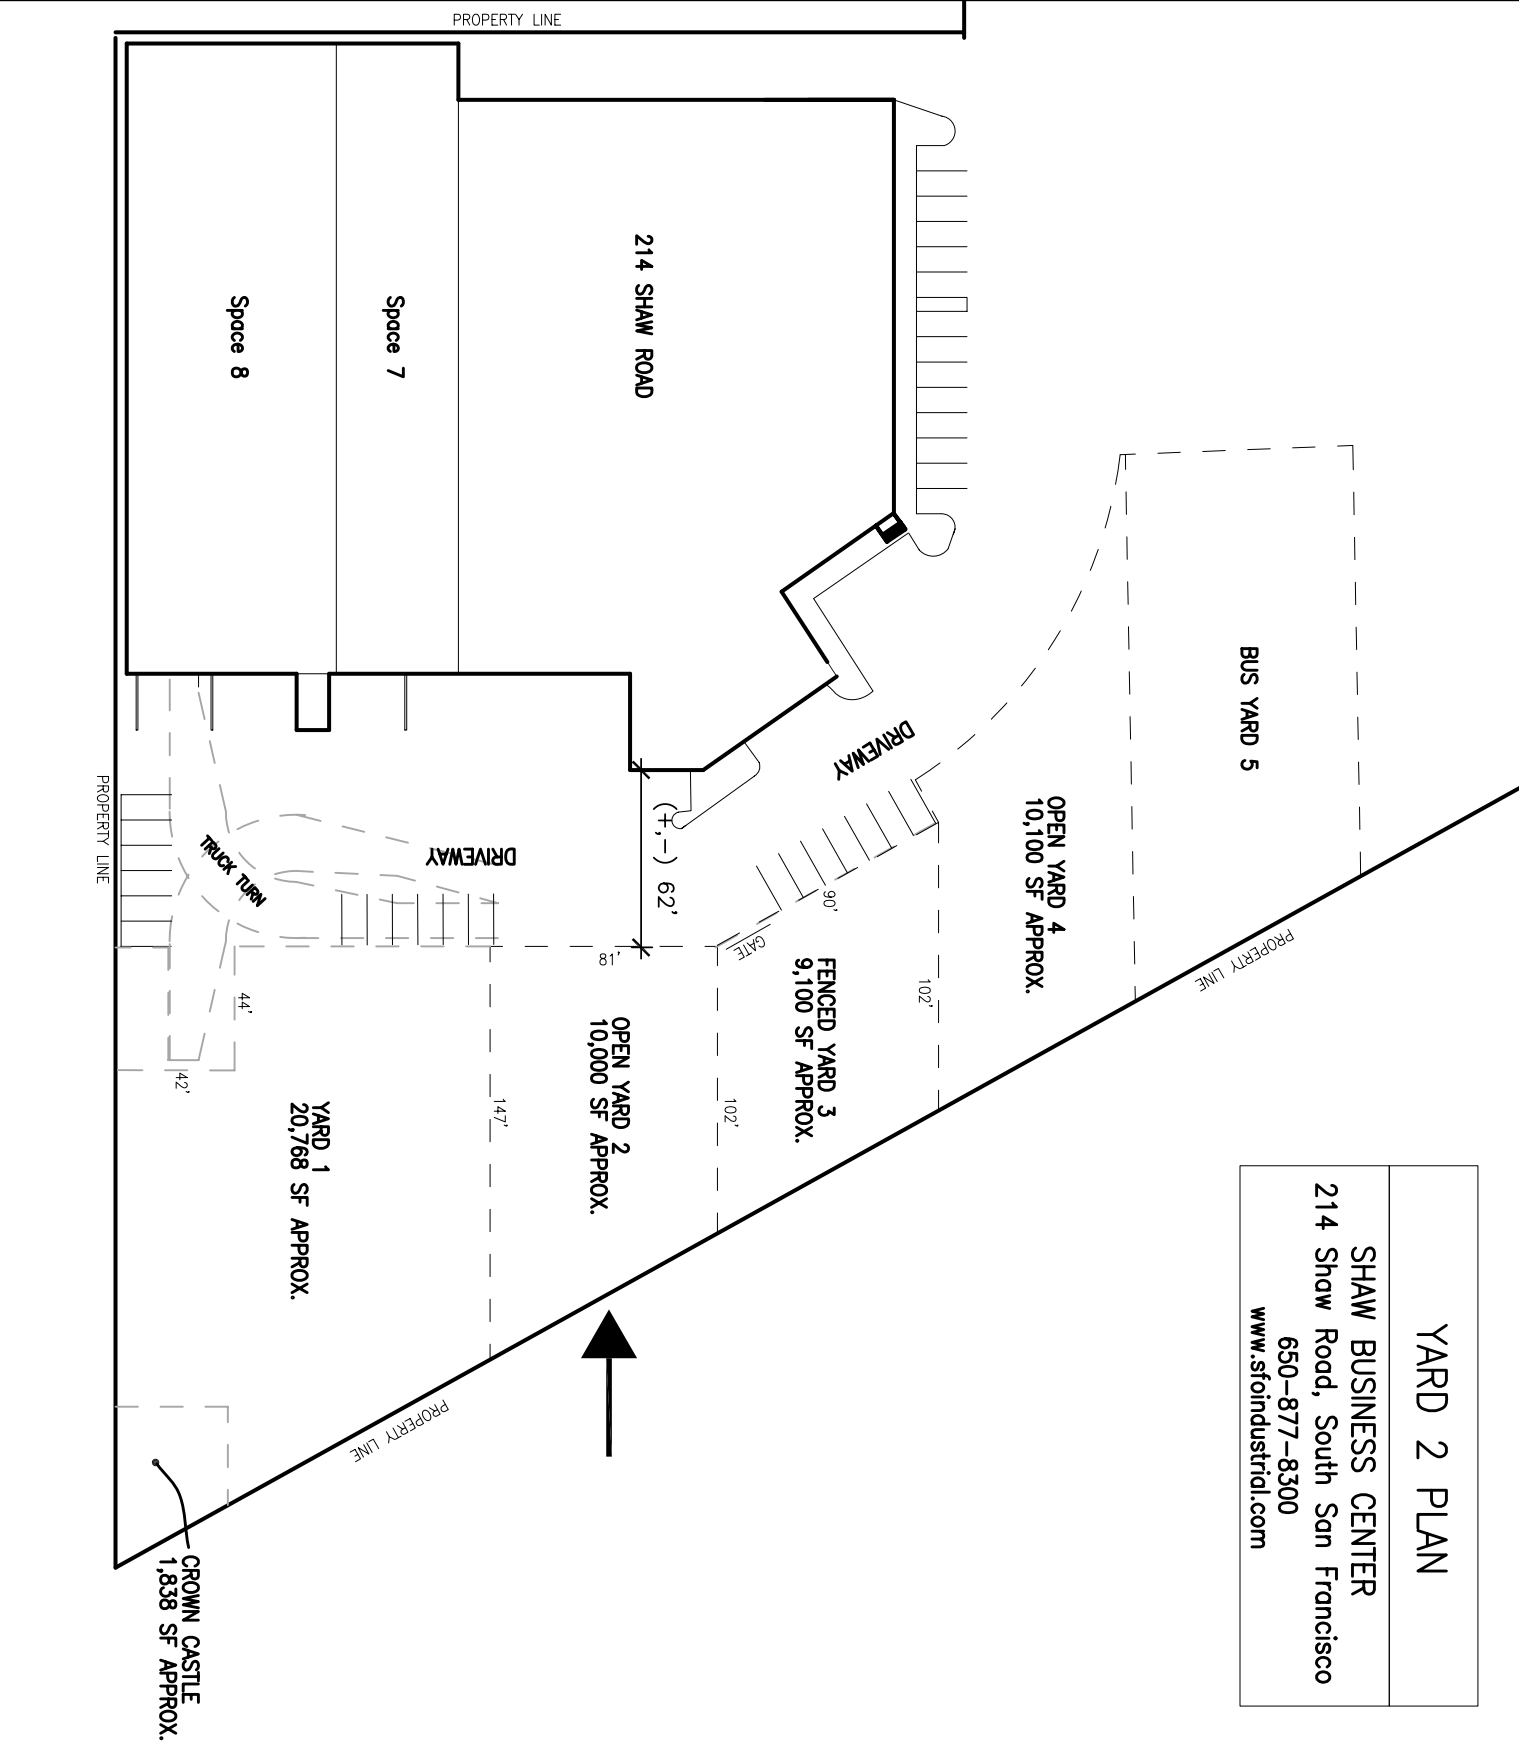 PROPERTY LINE
214 SHAW ROAD
Space 7
Space 8
BUS YARD 5
DRIVEWAY
OPEN YARD 4
10,100 SF APPROX.
PROPERTY LINE
DRIVEWAY
TRUCK TURN
(+,-) 62'
90'
GATE
81'
FENCED YARD 3
9,100 SF APPROX.
102'
OPEN YARD 2
10,000 SF APPROX.
102'
147'
44'
42'
YARD 1
20,768 SF APPROX.
PROPERTY LINE
PROPERTY LINE
CROWN CASTLE
1,838 SF APPROX.
YARD 2 PLAN
SHAW BUSINESS CENTER
214 Shaw Road, South San Francisco
650-877-8300
www.sfoindustrial.com